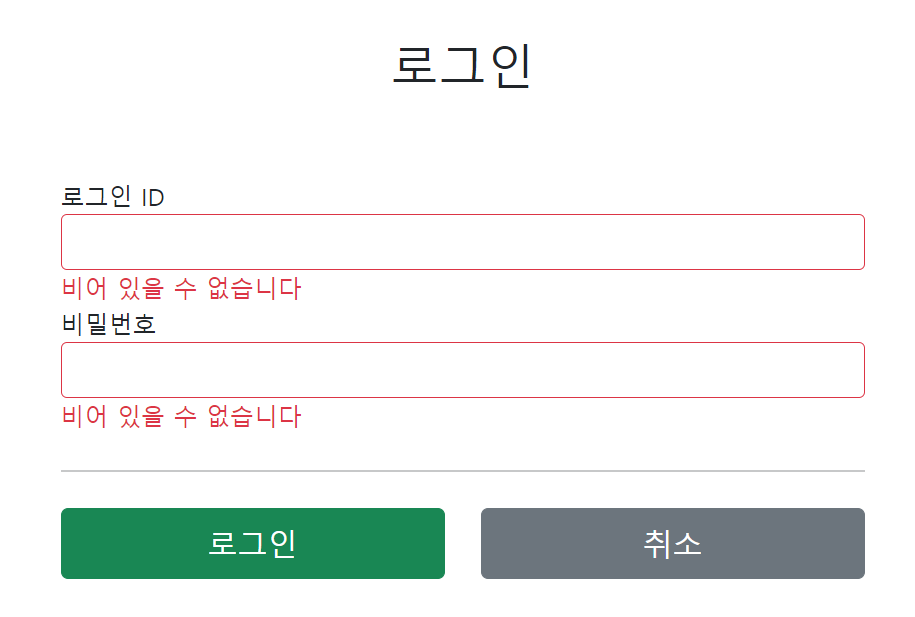 로그인
로그인 ID
비어 있을 수 없습니다
비밀번호
비어 있을 수 없습니다
로그인
취소